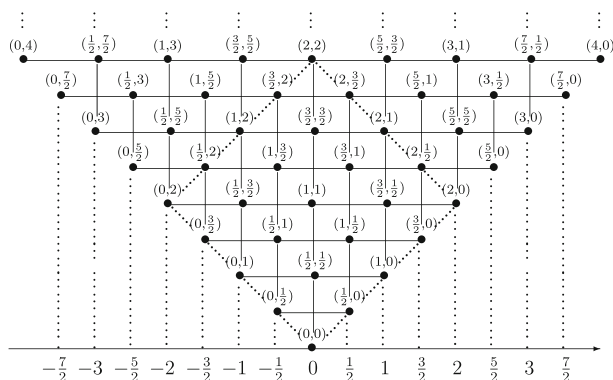 (0,4) (½,7/2) (1,3) (3/2,5/2) (2,2) (5/2,3/2) (3,1) (7/2,1/2) (4,0)
(0,7/2) (½,3) (1,5/2) (3/2,2) (2,3/2) (5/2,1) (3,½) (7/2,0)
(0,3) (½,5/2) (1,2) (3/2,3/2) (2,1) (5/2,5/2) (3,0)
(0,5/2) (½,2) (1,3/2) (3/2,1) (2,½) (5/2,0)
(0,2) (½,3/2) (1,1) (3/2,½) (2,0)
(0,3/2) (½,1) (1,½) (3/2,0)
(0,1) (½,½) (1,0)
(0,½) (½,0)
(0,0)
−7/2 −3 −5/2 −2 −3/2 −1 −½ 0 ½ 1 3/2 2 5/2 3 7/2